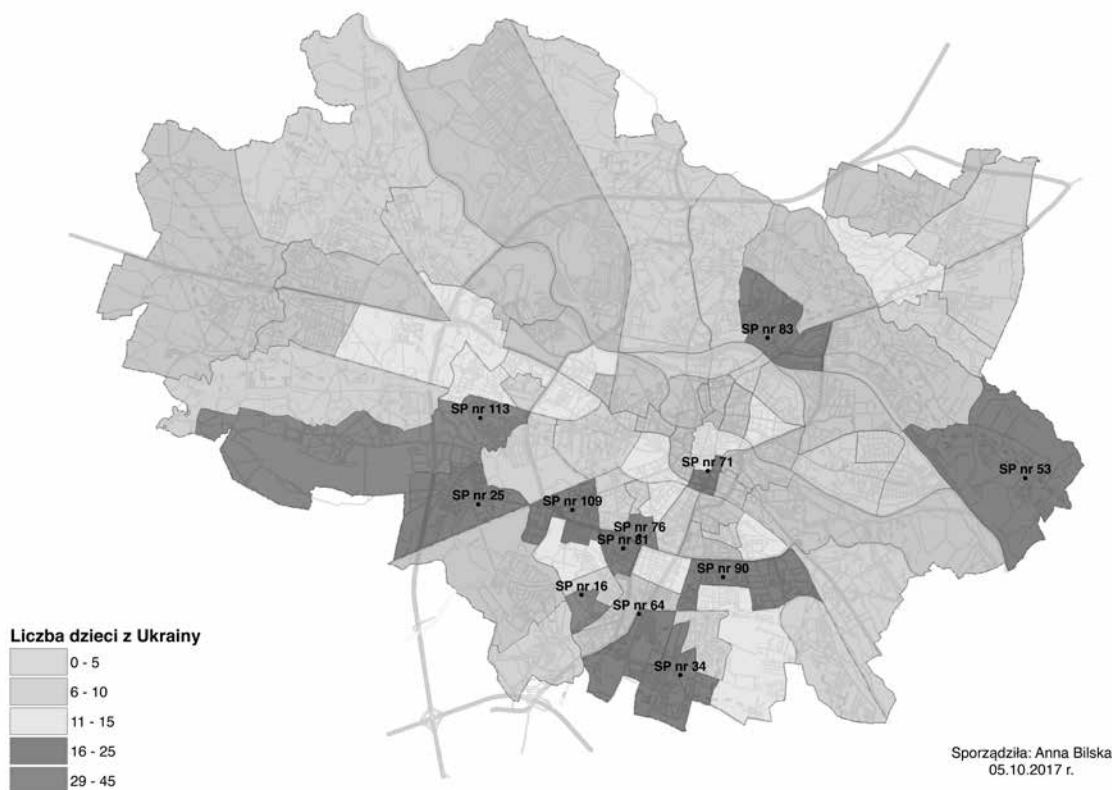 SP nr 83
SP nr 113
SP nr 71
SP nr 53
SP nr 25
SP nr 109
SP nr 76
SP nr 81
SP nr 90
SP nr 16
SP nr 64
SP nr 34
Liczba dzieci z Ukrainy
0 - 5
6 - 10
11 - 15
16 - 25
29 - 45
Sporządziła: Anna Bilska
05.10.2017 r.